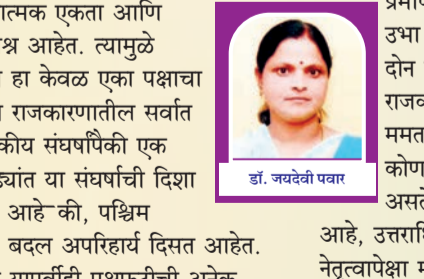 त्मक एकता आणि
श्न आहेत. त्यामुळे
हा केवळ एका पक्षाचा
राजकारणातील सर्वात
कीय संघर्षांपैकी एक
ड्यांत या संघर्षाची दिशा
आहे की, पश्चिम
बदल अपरिहार्य दिसत आहेत.
डॉ. जयदेवी पवार
उभा
दोन
राजव
ममत
कोण
असते
आहे, उत्तराधि
नेतृत्वापेक्षा म